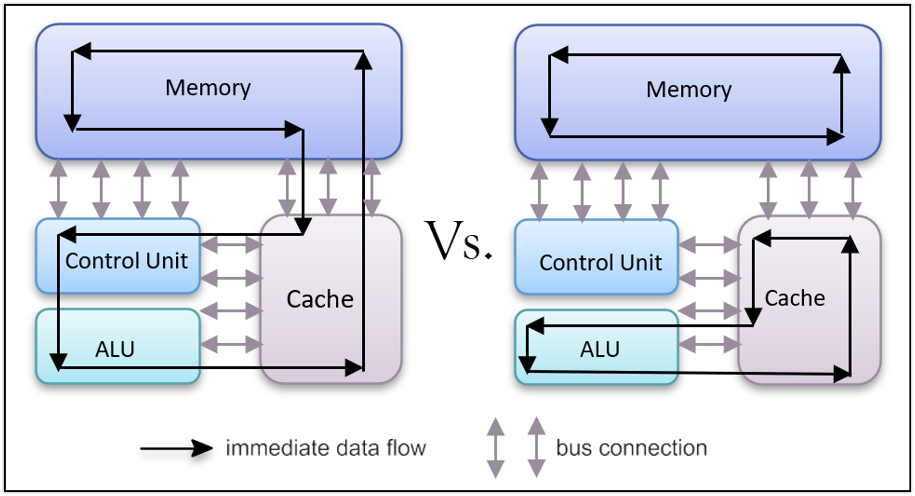 Memory
Control Unit
ALU
Cache
Vs.
Memory
Control Unit
ALU
Cache
immediate data flow
bus connection